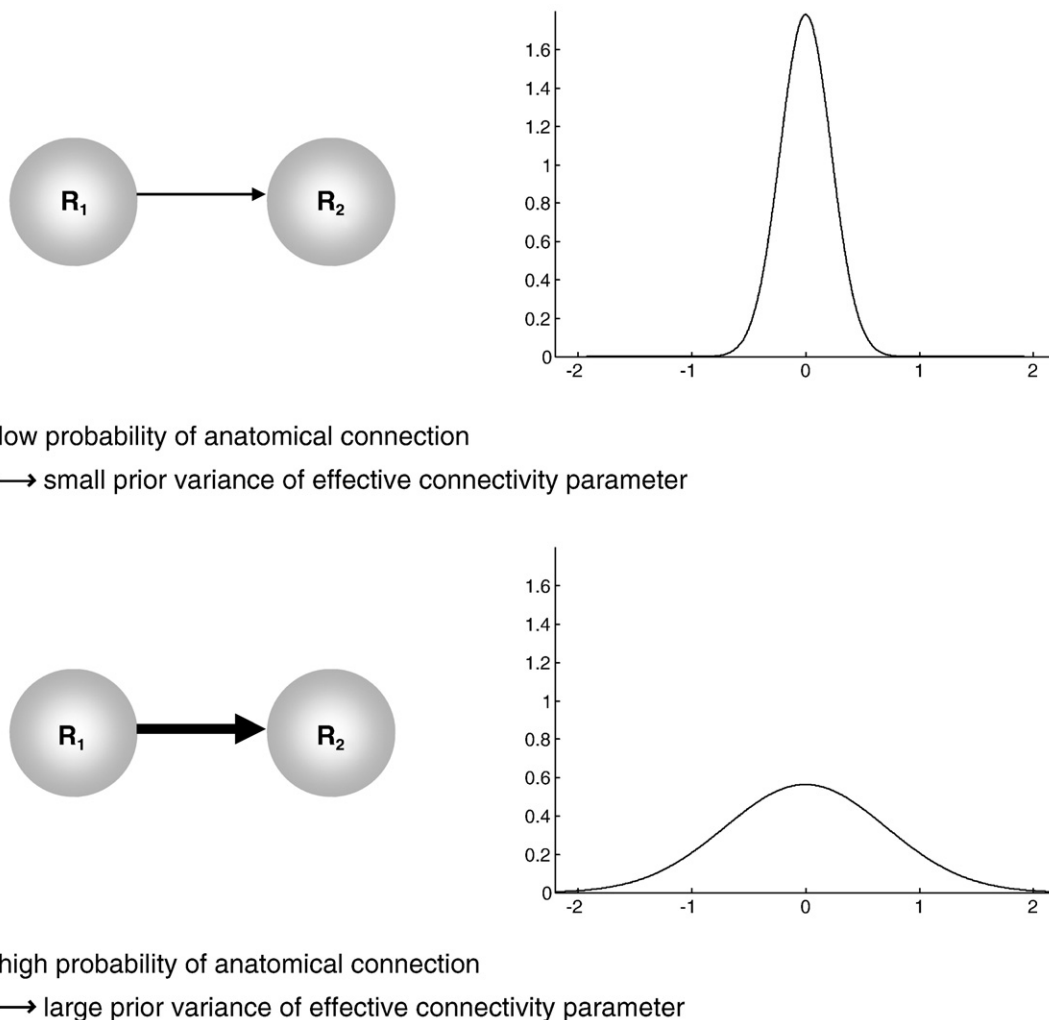 1.6
1.4
1.2
1
0.8
0.6
0.4
0.2
0
-2 -1 0 1 2
R1 R2
low probability of anatomical connection
→ small prior variance of effective connectivity parameter
1.6
1.4
1.2
1
0.8
0.6
0.4
0.2
0
-2 -1 0 1 2
R1 R2
high probability of anatomical connection
→ large prior variance of effective connectivity parameter